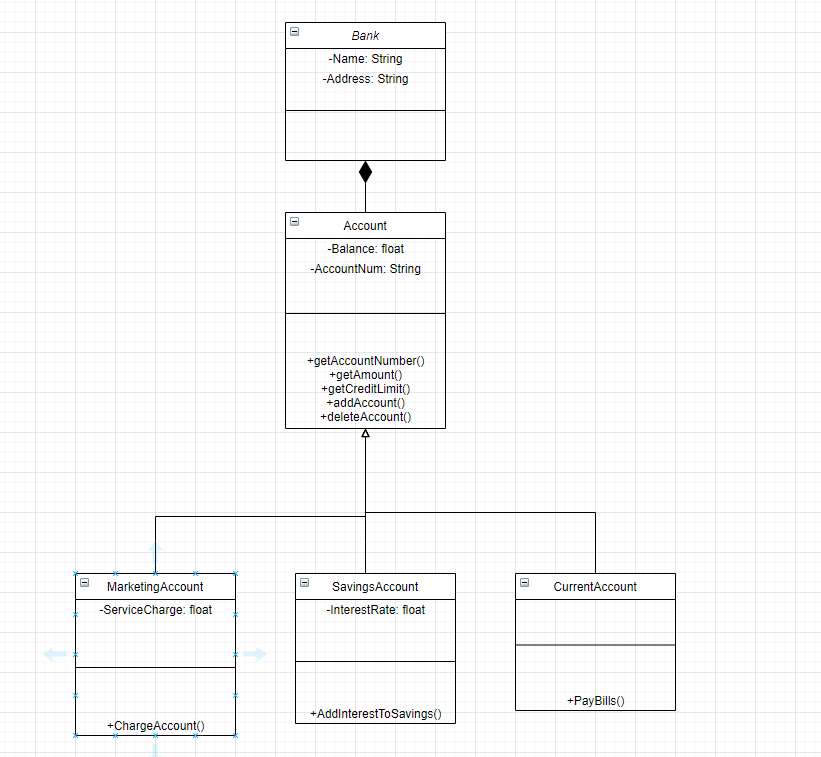 Bank
-Name: String
-Address: String
Account
-Balance: float
-AccountNum: String
+getAccountNumber()
+getAmount()
+getCreditLimit()
+addAccount()
+deleteAccount()
MarketingAccount
-ServiceCharge: float
+ChargeAccount()
SavingsAccount
-InterestRate: float
+AddInterestToSavings()
CurrentAccount
+PayBills()